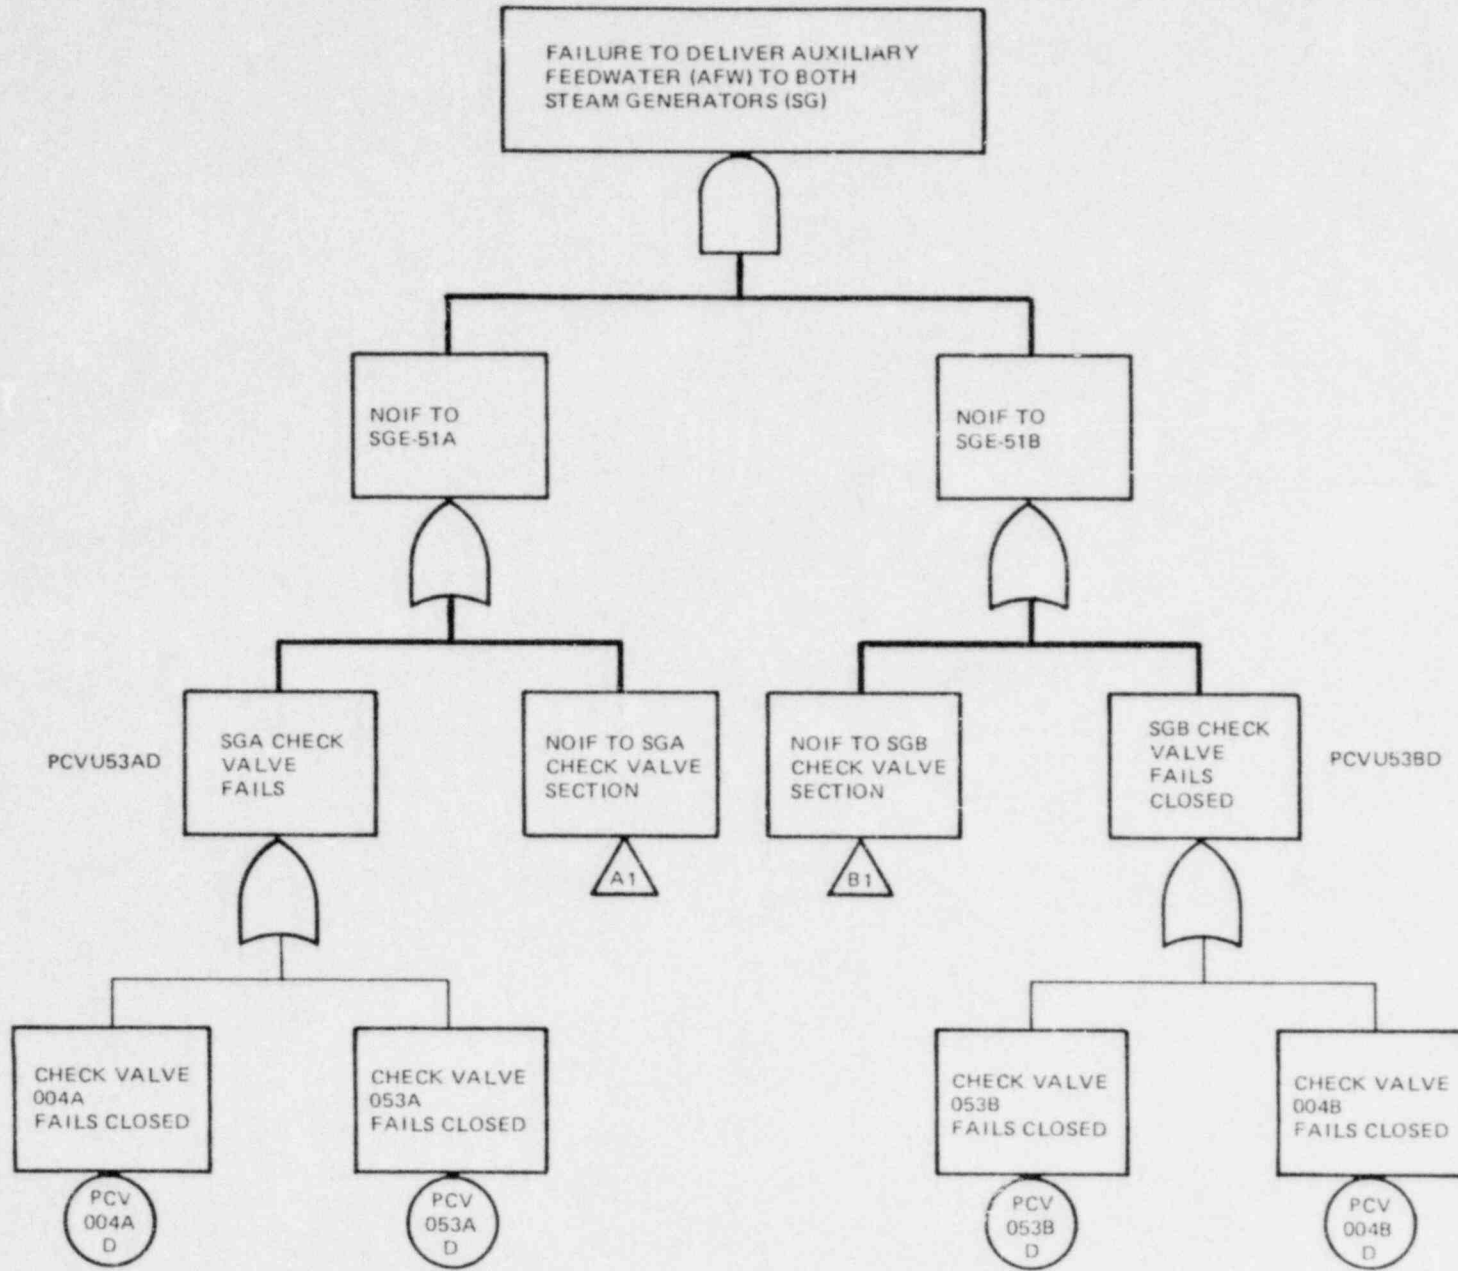 FAILURE TO DELIVER AUXILIARY
FEEDWATER (AFW) TO BOTH
STEAM GENERATORS (SG)
NOIF TO
SGE-51A
NOIF TO
SGE-51B
PCVU53AD
SGA CHECK
VALVE
FAILS
NOIF TO SGA
CHECK VALVE
SECTION
A1
NOIF TO SGB
CHECK VALVE
SECTION
B1
SGB CHECK
VALVE
FAILS
CLOSED
PCVU53BD
CHECK VALVE
004A
FAILS CLOSED
PCV
004A
D
CHECK VALVE
053A
FAILS CLOSED
PCV
053A
D
CHECK VALVE
053B
FAILS CLOSED
PCV
053B
D
CHECK VALVE
004B
FAILS CLOSED
PCV
004B
D